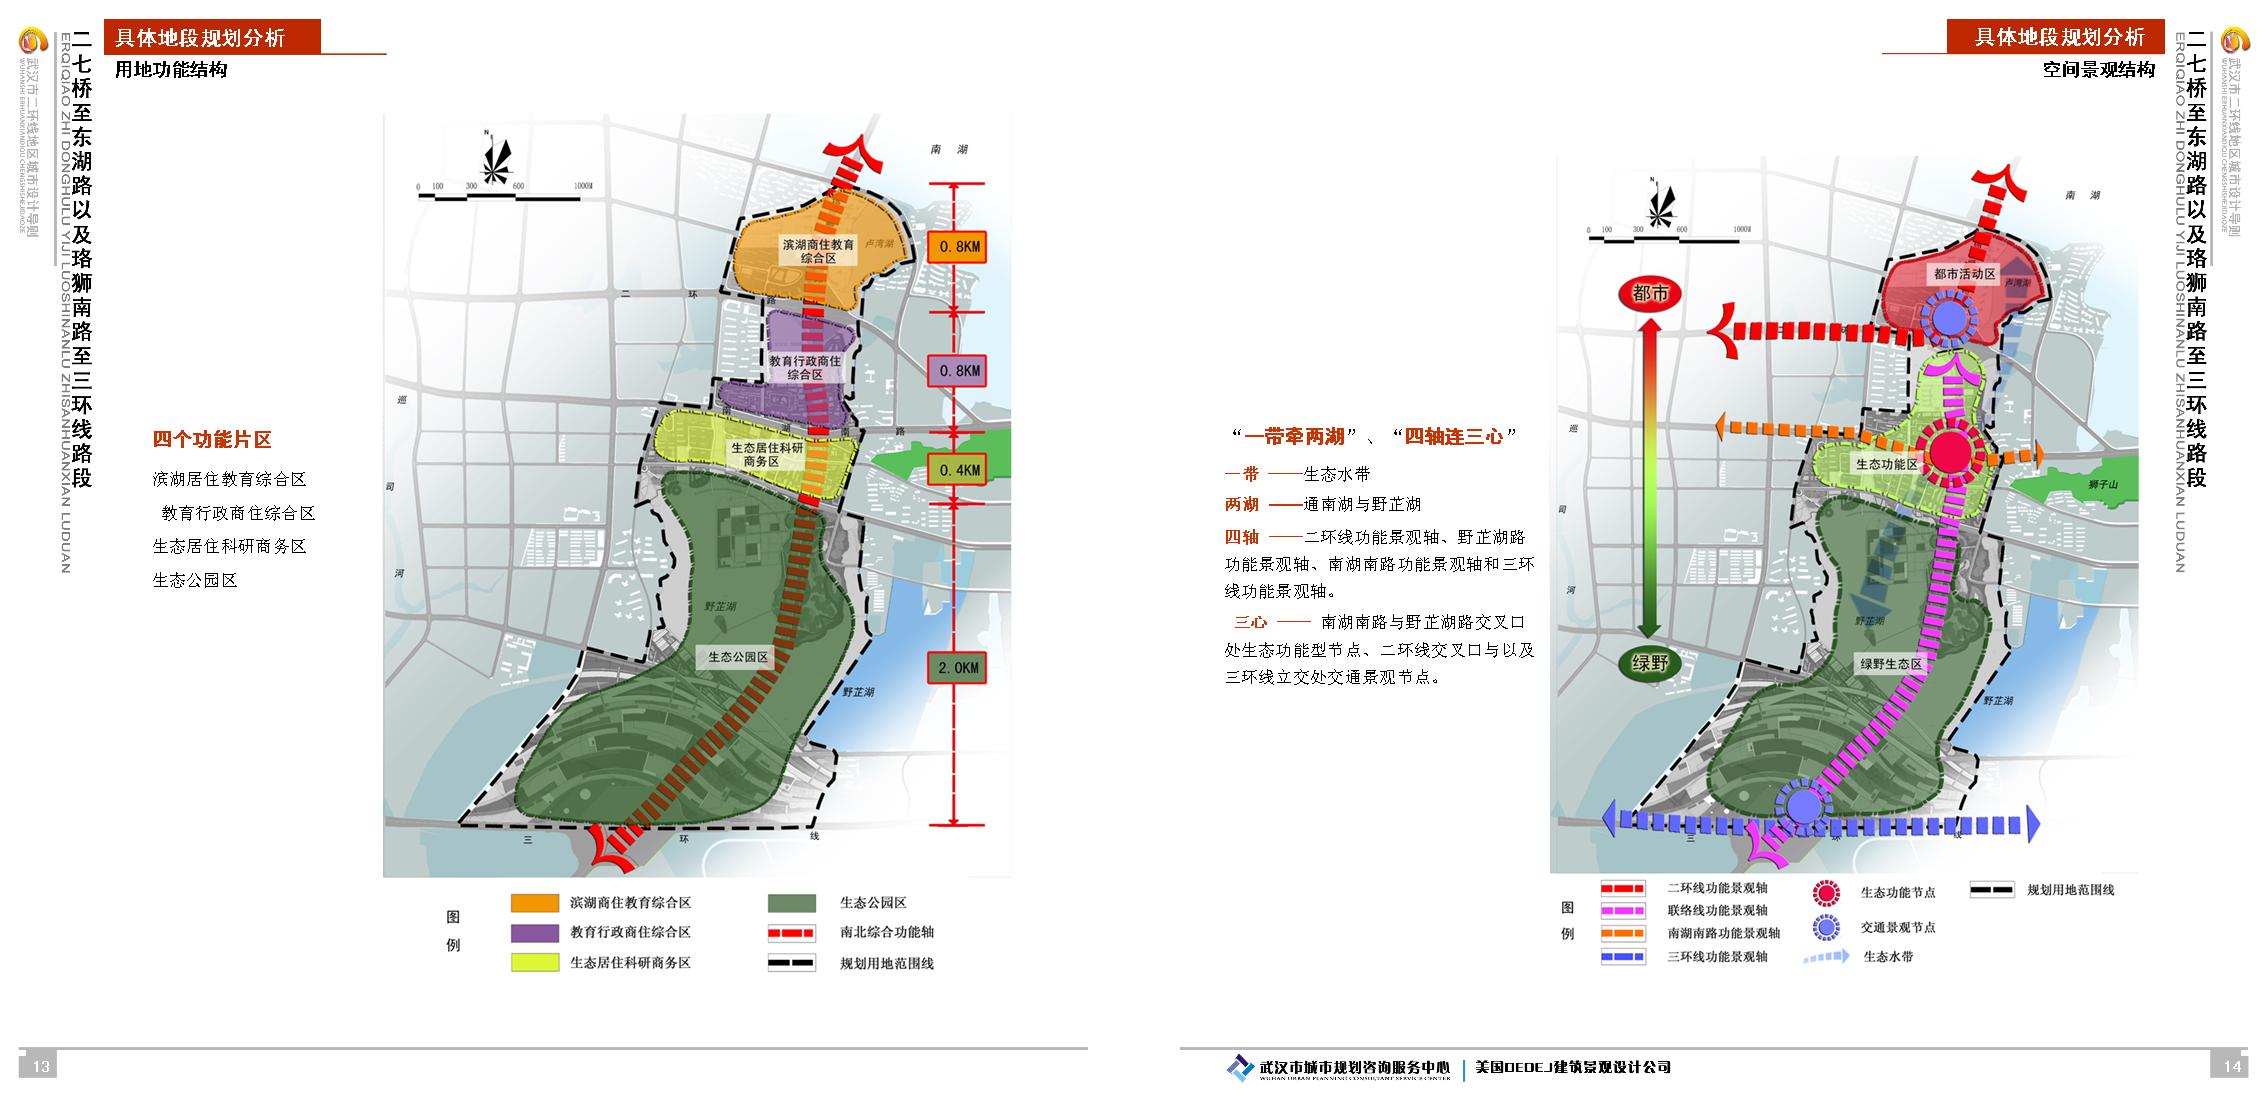 具体地段规划分析
用地功能结构
武汉市二环线地区城市设计导则
WUHANSHI ERHUANXIANDIQU CHENGSHISHEJIDAOZE
二七桥至东湖路以及珞狮南路至三环线路段
ERQIQIAO ZHI DONGHULU YIJI LUOSHINANLU ZHISANHUANXIAN LUDUAN
四个功能片区
滨湖居住教育综合区
教育行政商住综合区
生态居住科研商务区
生态公园区
N
0 100 300 600 1000M
南 湖
滨湖商住教育
综合区
卢湾湖
0.8KM
二 环 路
教育行政商住
综合区
0.8KM
巡
司
河
南 湖 南 路
生态居住科研
商务区
0.4KM
野芷湖
生态公园区
2.0KM
野芷湖
三 环 线
图
例
滨湖商住教育综合区
教育行政商住综合区
生态居住科研商务区
生态公园区
南北综合功能轴
规划用地范围线
13
具体地段规划分析
空间景观结构
武汉市二环线地区城市设计导则
WUHANSHI ERHUANXIANDIQU CHENGSHISHEJIDAOZE
二七桥至东湖路以及珞狮南路至三环线路段
ERQIQIAO ZHI DONGHULU YIJI LUOSHINANLU ZHISANHUANXIAN LUDUAN
“一带牵两湖”、“四轴连三心”
一带 ——生态水带
两湖 ——通南湖与野芷湖
四轴 ——二环线功能景观轴、野芷湖路
功能景观轴、南湖南路功能景观轴和三环
线功能景观轴。
三心 —— 南湖南路与野芷湖路交叉口
处生态功能型节点、二环线交叉口与以及
三环线立交处交通景观节点。
N
0 100 300 600 1000M
南 湖
都市
都市活动区
卢湾湖
巡
司
河
生态功能区
狮子山
野芷湖
绿野
绿野生态区
野芷湖
三 环 线
图
例
二环线功能景观轴
联络线功能景观轴
南湖南路功能景观轴
三环线功能景观轴
生态功能节点
交通景观节点
生态水带
规划用地范围线
武汉市城市规划咨询服务中心
WUHAN URBAN PLANNING CONSULTANT SERVICE CENTER
美国DEDEJ建筑景观设计公司
14